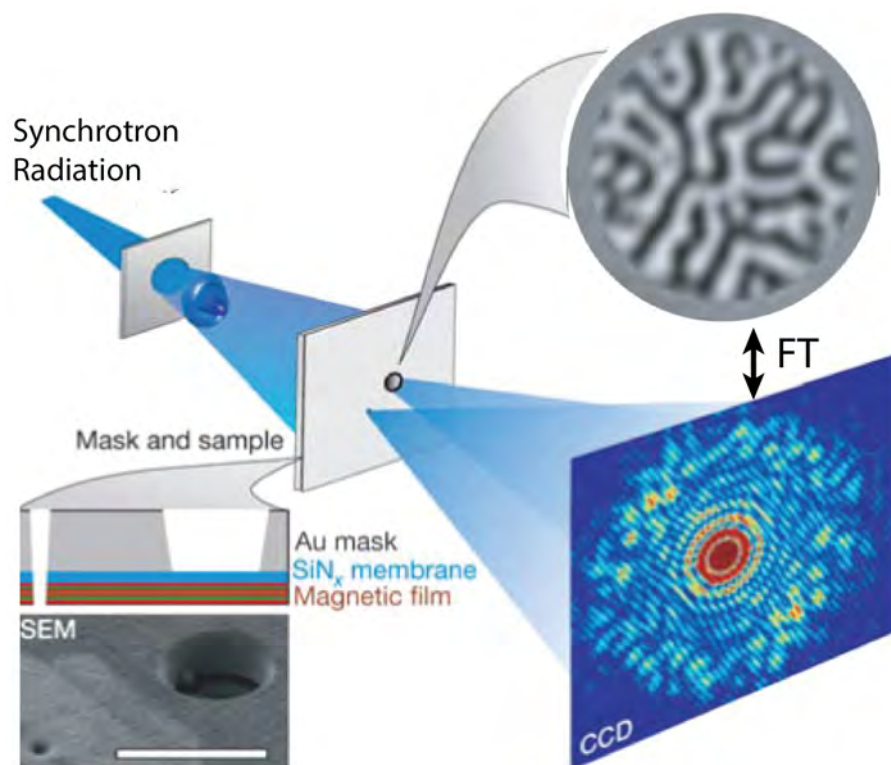 Synchrotron
Radiation
FT
Mask and sample
Au mask
SiNₓ membrane
Magnetic film
SEM
CCD